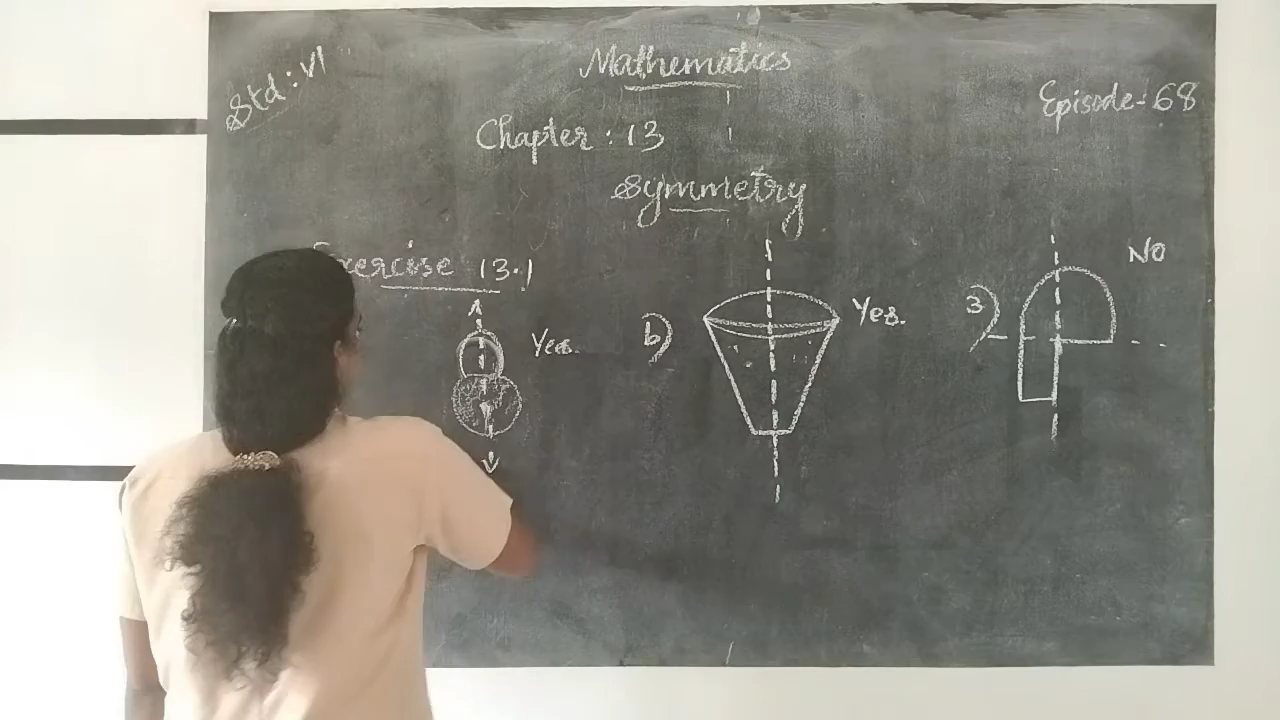 Std: VI
Mathematics
Episode-68
Chapter: 13
Symmetry
Exercise 13.1
Yes.
b)
Yes.
3)
No